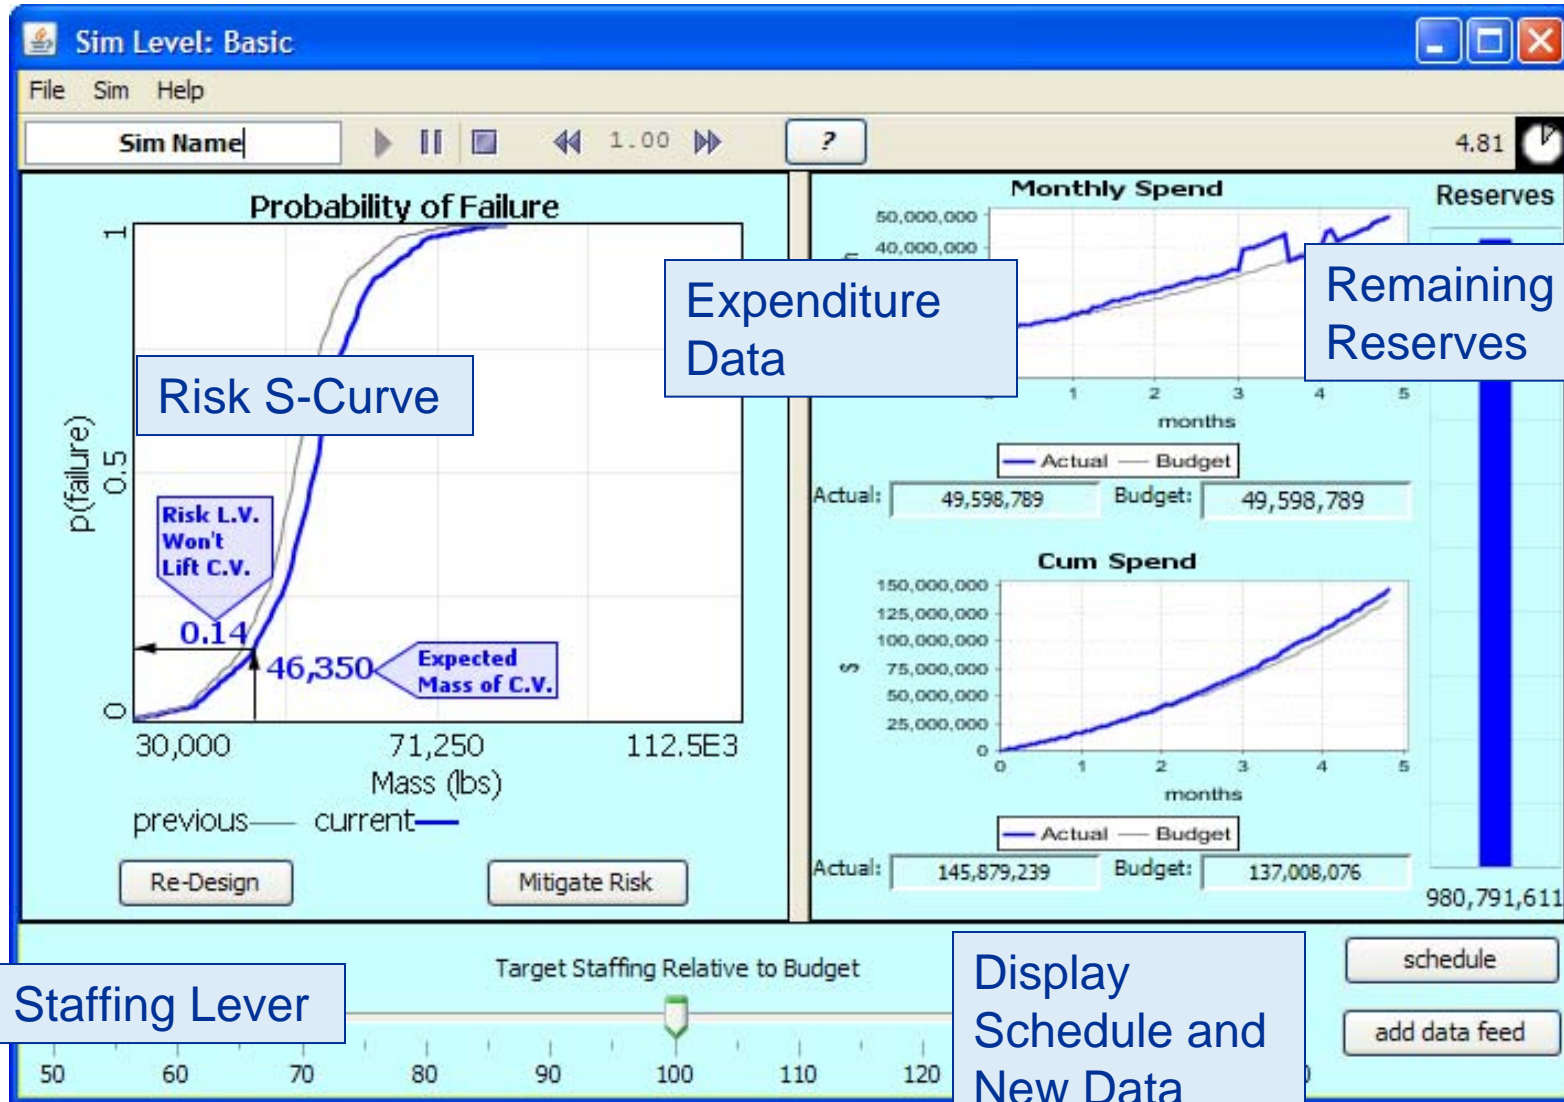 Sim Level: Basic
File Sim Help
Sim Name
1.00
?
4.81
Probability of Failure
1
0.5
0
p(failure)
Risk S-Curve
Risk L.V.
Won't
Lift C.V.
0.14
46,350
Expected
Mass of C.V.
30,000 71,250 112.5E3
Mass (lbs)
previous current
Re-Design Mitigate Risk
Expenditure
Data
Monthly Spend
50,000,000
40,000,000
1 2 3 4 5
months
Actual Budget
Actual: 49,598,789 Budget: 49,598,789
Cum Spend
150,000,000
125,000,000
100,000,000
75,000,000
50,000,000
25,000,000
0
$
0 1 2 3 4 5
months
Actual Budget
Actual: 145,879,239 Budget: 137,008,076
Reserves
Remaining
Reserves
980,791,611
Target Staffing Relative to Budget
Staffing Lever
50 60 70 80 90 100 110 120
Display
Schedule and
New Data
schedule
add data feed